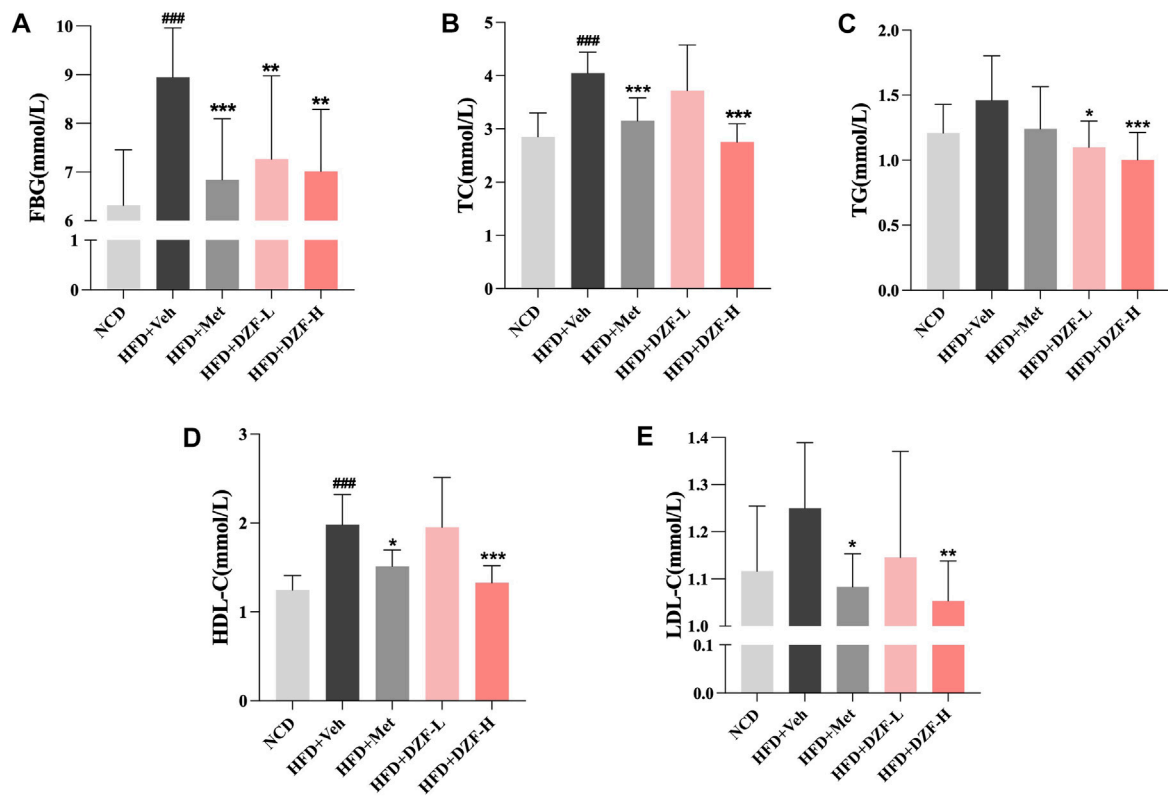 A
FBG(mmol/L)
10
9
8
7
6
1
0
###
***
**
**
NCD
HFD+Veh
HFD+Met
HFD+DZF-L
HFD+DZF-H
B
TC(mmol/L)
5
4
3
2
1
0
###
***
***
NCD
HFD+Veh
HFD+Met
HFD+DZF-L
HFD+DZF-H
C
TG(mmol/L)
2.0
1.5
1.0
0.5
0.0
*
***
NCD
HFD+Veh
HFD+Met
HFD+DZF-L
HFD+DZF-H
D
HDL-C(mmol/L)
3
2
1
0
###
*
***
NCD
HFD+Veh
HFD+Met
HFD+DZF-L
HFD+DZF-H
E
LDL-C(mmol/L)
1.4
1.3
1.2
1.1
1.0
0.1
0.0
*
**
NCD
HFD+Veh
HFD+Met
HFD+DZF-L
HFD+DZF-H